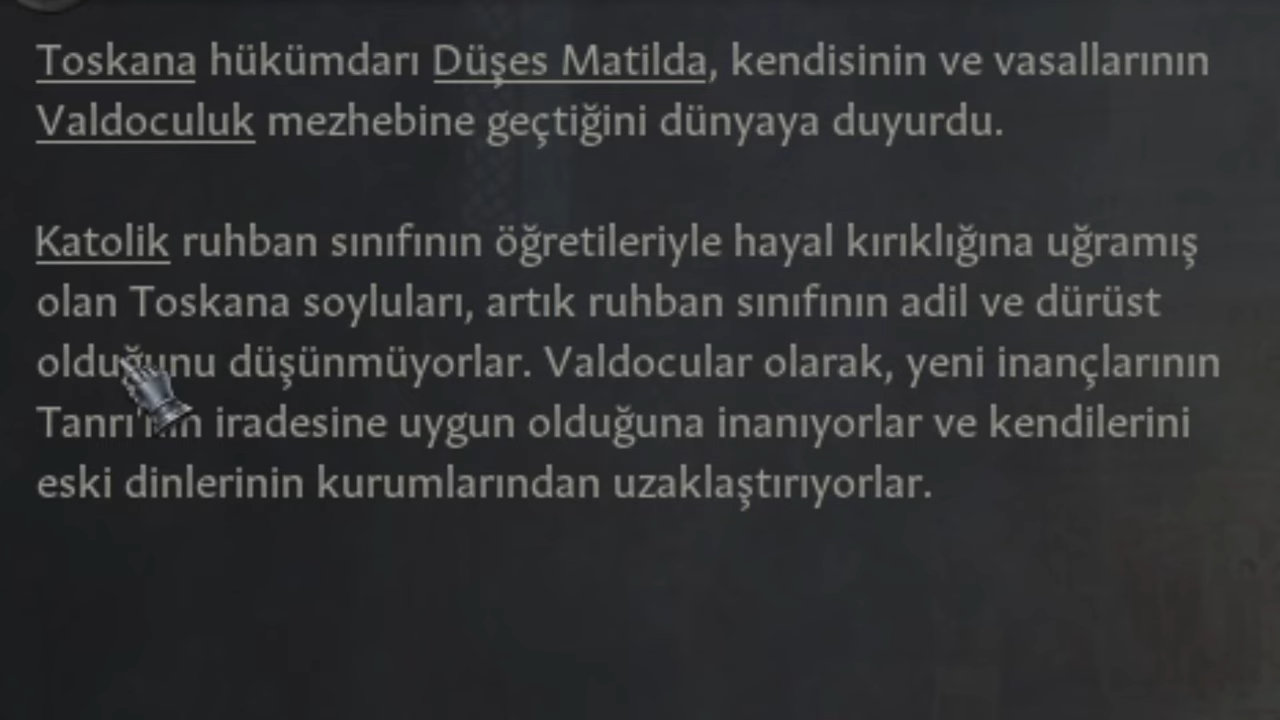 Toskana hükümdarı Düşes Matilda, kendisinin ve vasallarının
Valdoculuk mezhebine geçtiğini dünyaya duyurdu.
Katolik ruhban sınıfının öğretileriyle hayal kırıklığına uğramış
olan Toskana soyluları, artık ruhban sınıfının adil ve dürüst
olduğunu düşünmüyorlar. Valdocular olarak, yeni inançlarının
Tanrı'nın iradesine uygun olduğuna inanıyorlar ve kendilerini
eski dinlerinin kurumlarından uzaklaştırıyorlar.